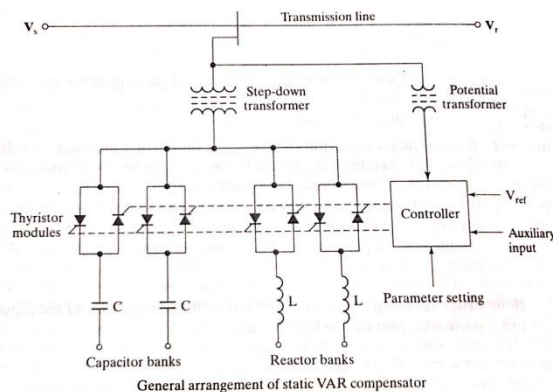 Transmission line
Vs
Vr
Step-down
transformer
Potential
transformer
Thyristor
modules
Controller
Vref
Auxiliary
input
C
C
L
L
Parameter setting
Capacitor banks
Reactor banks
General arrangement of static VAR compensator